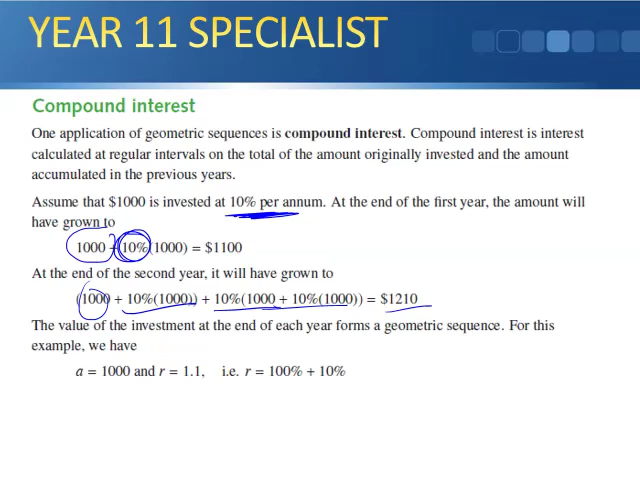 YEAR 11 SPECIALIST
Compound interest
One application of geometric sequences is compound interest. Compound interest is interest
calculated at regular intervals on the total of the amount originally invested and the amount
accumulated in the previous years.
Assume that $1000 is invested at 10% per annum. At the end of the first year, the amount will
have grown to
1000 + 10%(1000) = $1100
At the end of the second year, it will have grown to
(1000 + 10%(1000)) + 10%(1000 + 10%(1000)) = $1210
The value of the investment at the end of each year forms a geometric sequence. For this
example, we have
a = 1000 and r = 1.1, i.e. r = 100% + 10%